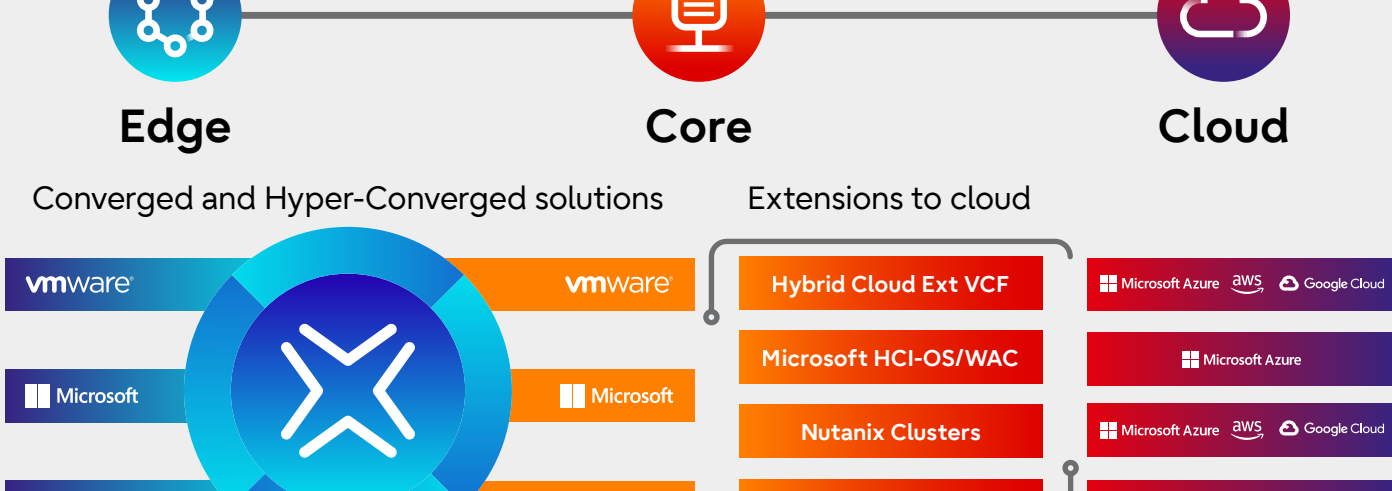 Edge
Core
Cloud
Converged and Hyper-Converged solutions
Extensions to cloud
vmware®
vmware®
Hybrid Cloud Ext VCF
Microsoft Azure aws Google Cloud
Microsoft HCI-OS/WAC
Microsoft Azure
Microsoft
Microsoft
Nutanix Clusters
Microsoft Azure aws Google Cloud